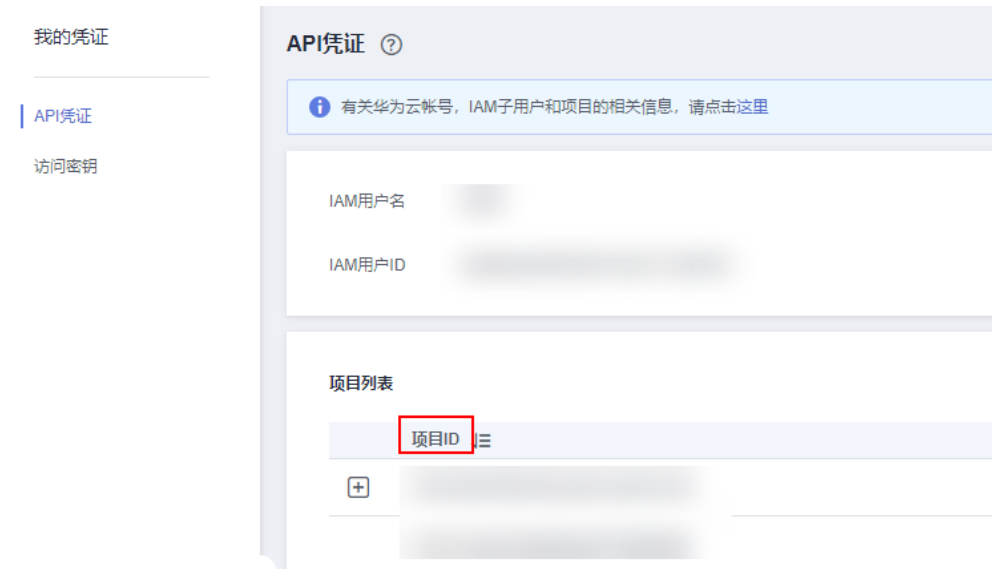 我的凭证
API凭证
访问密钥
API凭证
有关华为云帐号，IAM子用户和项目的相关信息，请点击这里
IAM用户名
IAM用户ID
项目列表
项目ID